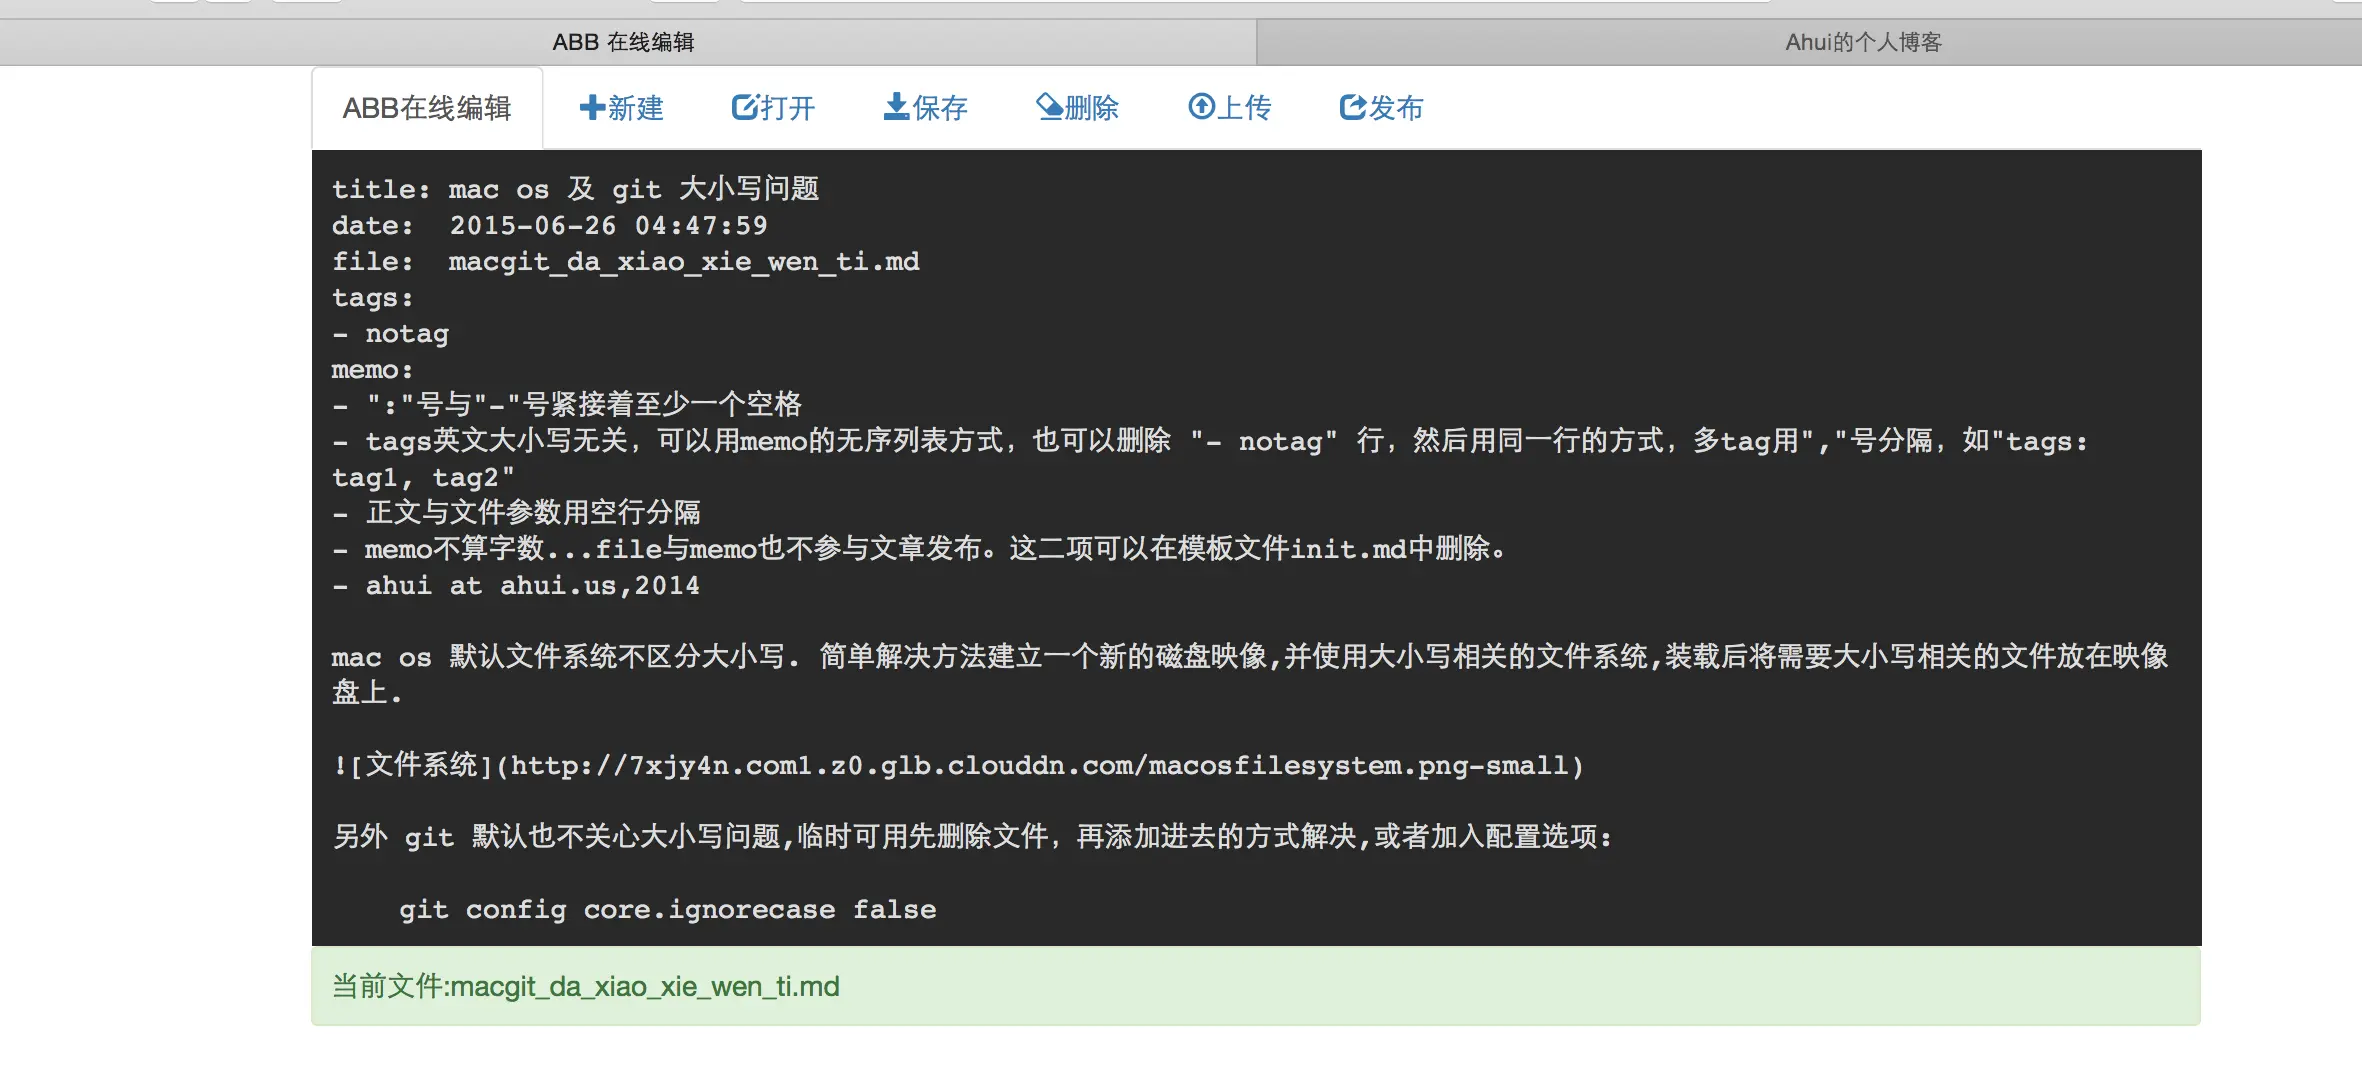 ABB 在线编辑
Ahui的个人博客
ABB在线编辑 新建 打开 保存 删除 上传 发布
title: mac os 及 git 大小写问题
date:  2015-06-26 04:47:59
file:  macgit_da_xiao_xie_wen_ti.md
tags:
- notag
memo:
- ":"号与"-"号紧接着至少一个空格
- tags英文大小写无关，可以用memo的无序列表方式，也可以删除 "- notag" 行，然后用同一行的方式，多tag用","号分隔，如"tags:
tag1, tag2"
- 正文与文件参数用空行分隔
- memo不算字数...file与memo也不参与文章发布。这二项可以在模板文件init.md中删除。
- ahui at ahui.us,2014
mac os 默认文件系统不区分大小写. 简单解决方法建立一个新的磁盘映像,并使用大小写相关的文件系统,装载后将需要大小写相关的文件放在映像
盘上.
![文件系统](http://7xjy4n.com1.z0.glb.clouddn.com/macosfilesystem.png-small)
另外 git 默认也不关心大小写问题,临时可用先删除文件，再添加进去的方式解决,或者加入配置选项:
    git config core.ignorecase false
当前文件:macgit_da_xiao_xie_wen_ti.md